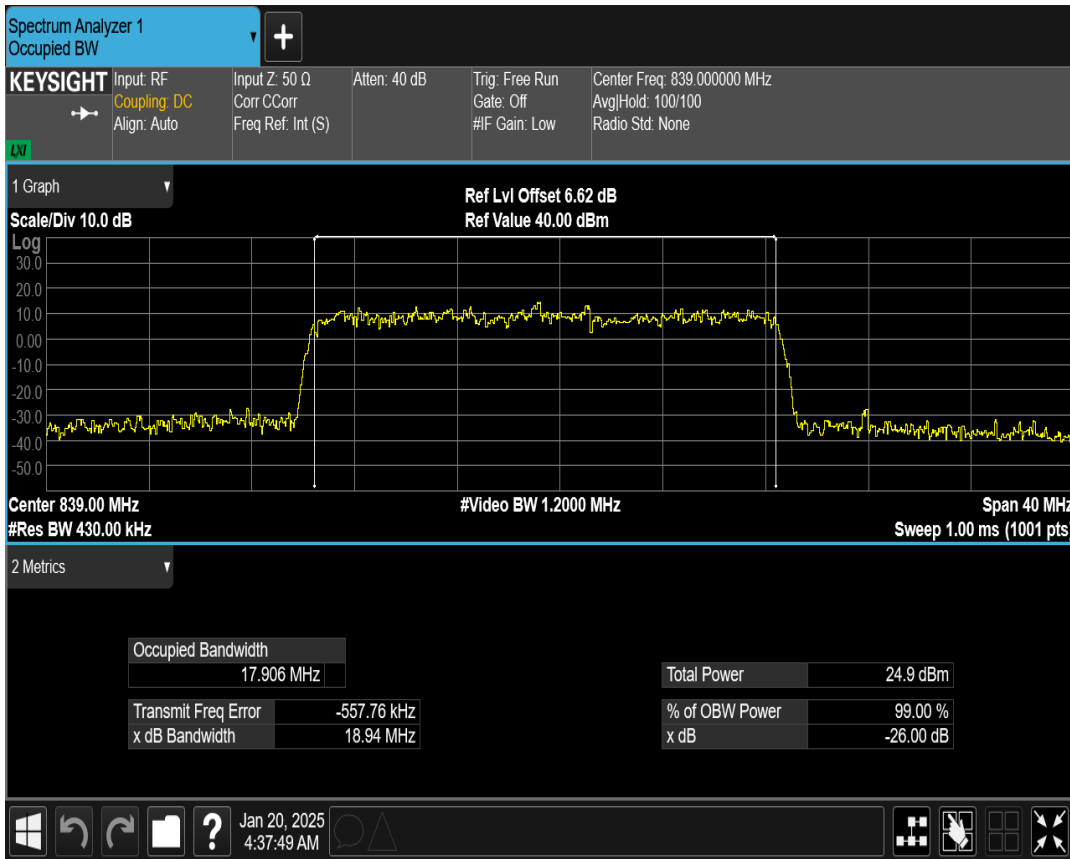 Spectrum Analyzer 1
Occupied BW
+
KEYSIGHT
LXI
Input: RF
Coupling: DC
Align: Auto
Input Z: 50 Ω
Corr CCorr
Freq Ref: Int (S)
Atten: 40 dB
Trig: Free Run
Gate: Off
#IF Gain: Low
Center Freq: 839.000000 MHz
Avg|Hold: 100/100
Radio Std: None
1 Graph
Scale/Div 10.0 dB
Ref Lvl Offset 6.62 dB
Ref Value 40.00 dBm
Log
30.0
20.0
10.0
0.00
-10.0
-20.0
-30.0
-40.0
-50.0
Center 839.00 MHz
#Video BW 1.2000 MHz
Span 40 MHz
#Res BW 430.00 kHz
Sweep 1.00 ms (1001 pts)
2 Metrics
Occupied Bandwidth
17.906 MHz
Transmit Freq Error -557.76 kHz
x dB Bandwidth 18.94 MHz
Total Power 24.9 dBm
% of OBW Power 99.00 %
x dB -26.00 dB
?
Jan 20, 2025
4:37:49 AM